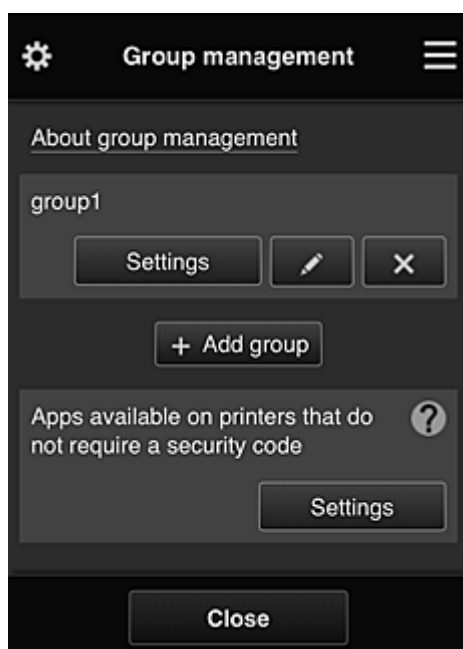 Group management
About group management
group1
Settings
+ Add group
Apps available on printers that do
not require a security code
?
Settings
Close